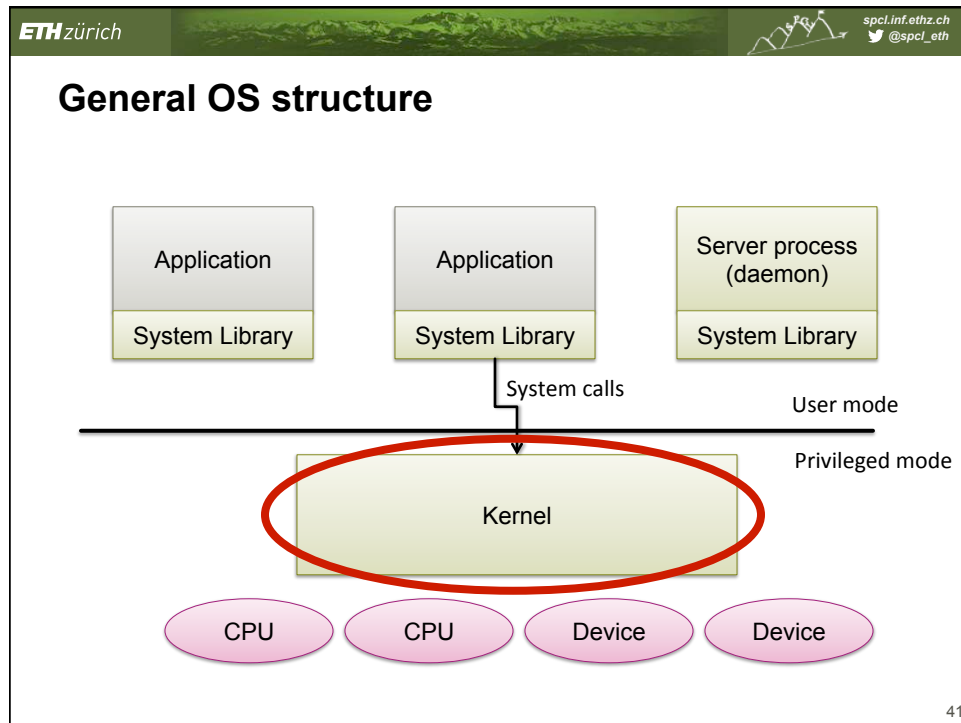 ETH zürich
spcl.inf.ethz.ch
@spcl_eth
General OS structure
Application
Application
Server process
(daemon)
System Library
System Library
System Library
System calls
User mode
Privileged mode
Kernel
CPU
CPU
Device
Device
41